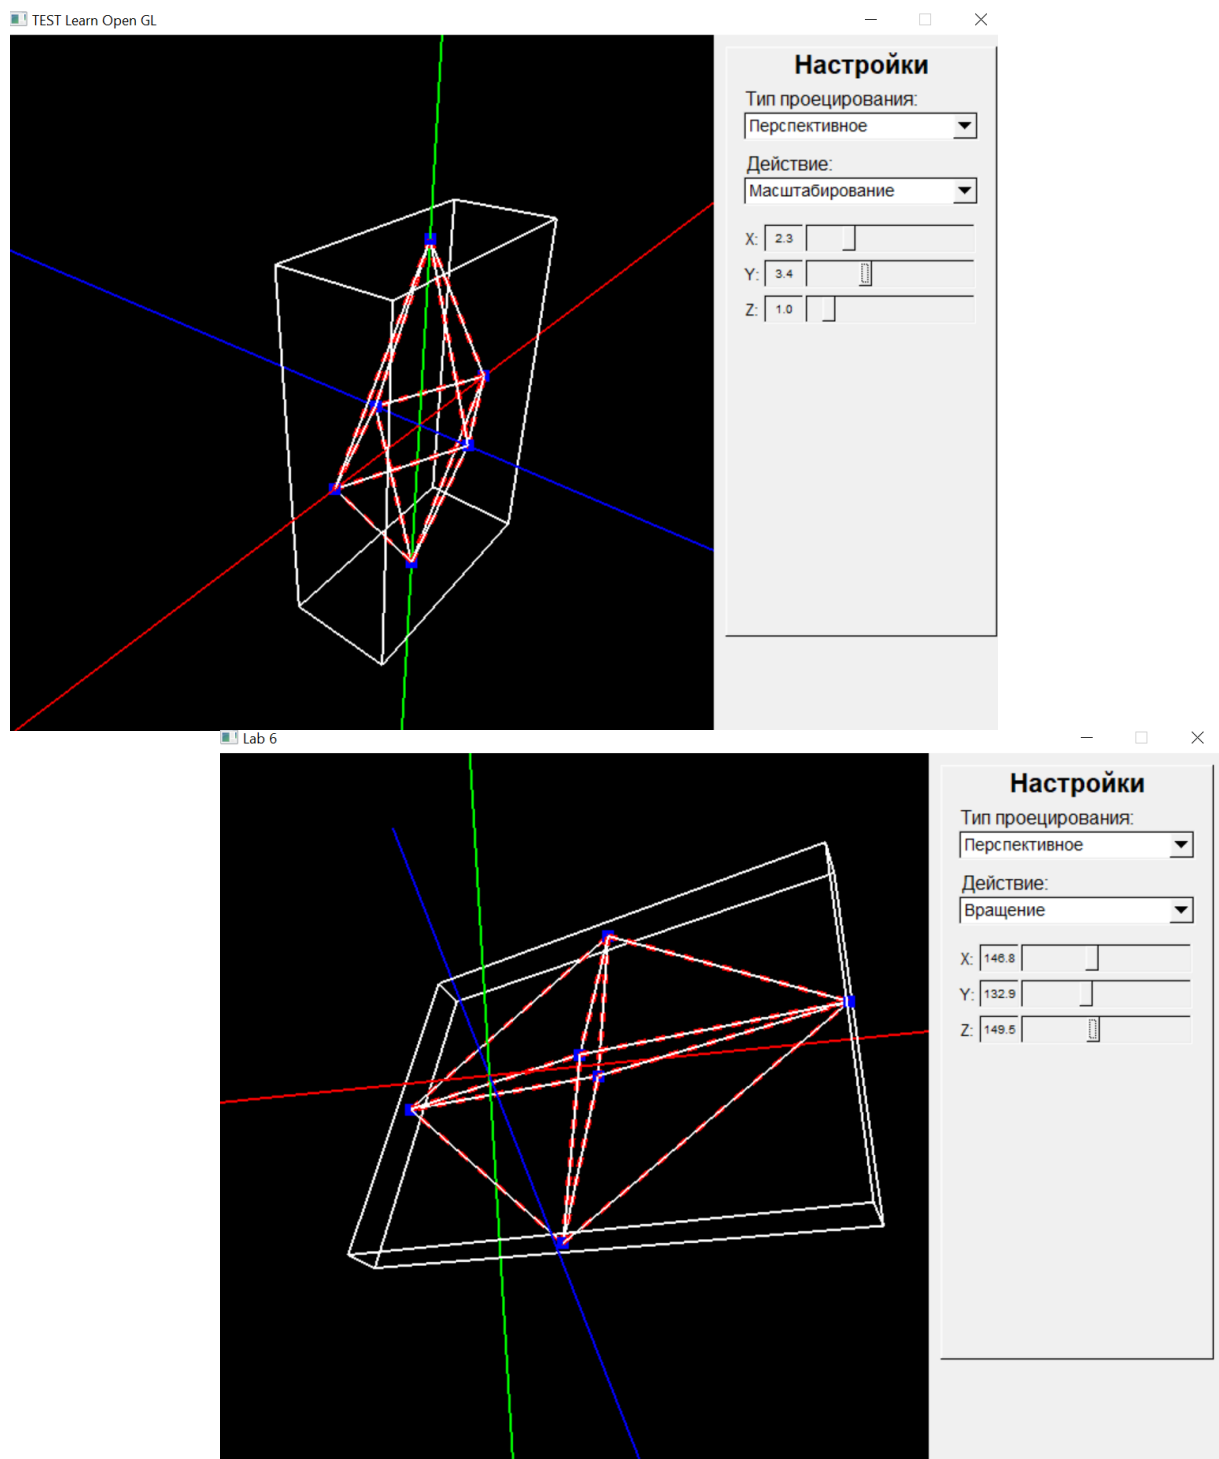 TEST Learn Open GL
Настройки
Тип проецирования:
Перспективное
Действие:
Масштабирование
X: 2.3
Y: 3.4
Z: 1.0
Lab 6
Настройки
Тип проецирования:
Перспективное
Действие:
Вращение
X: 146.8
Y: 132.9
Z: 149.5